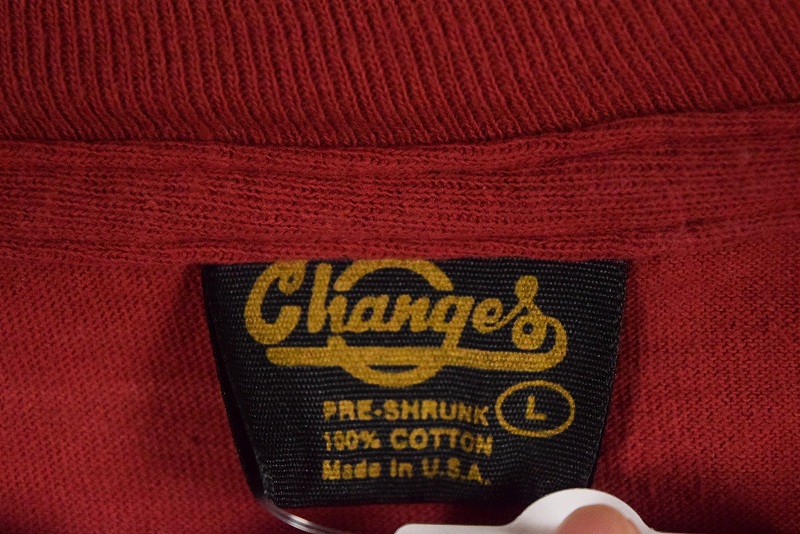 Changes
PRE-SHRUNK L
100% COTTON
Made in U.S.A.